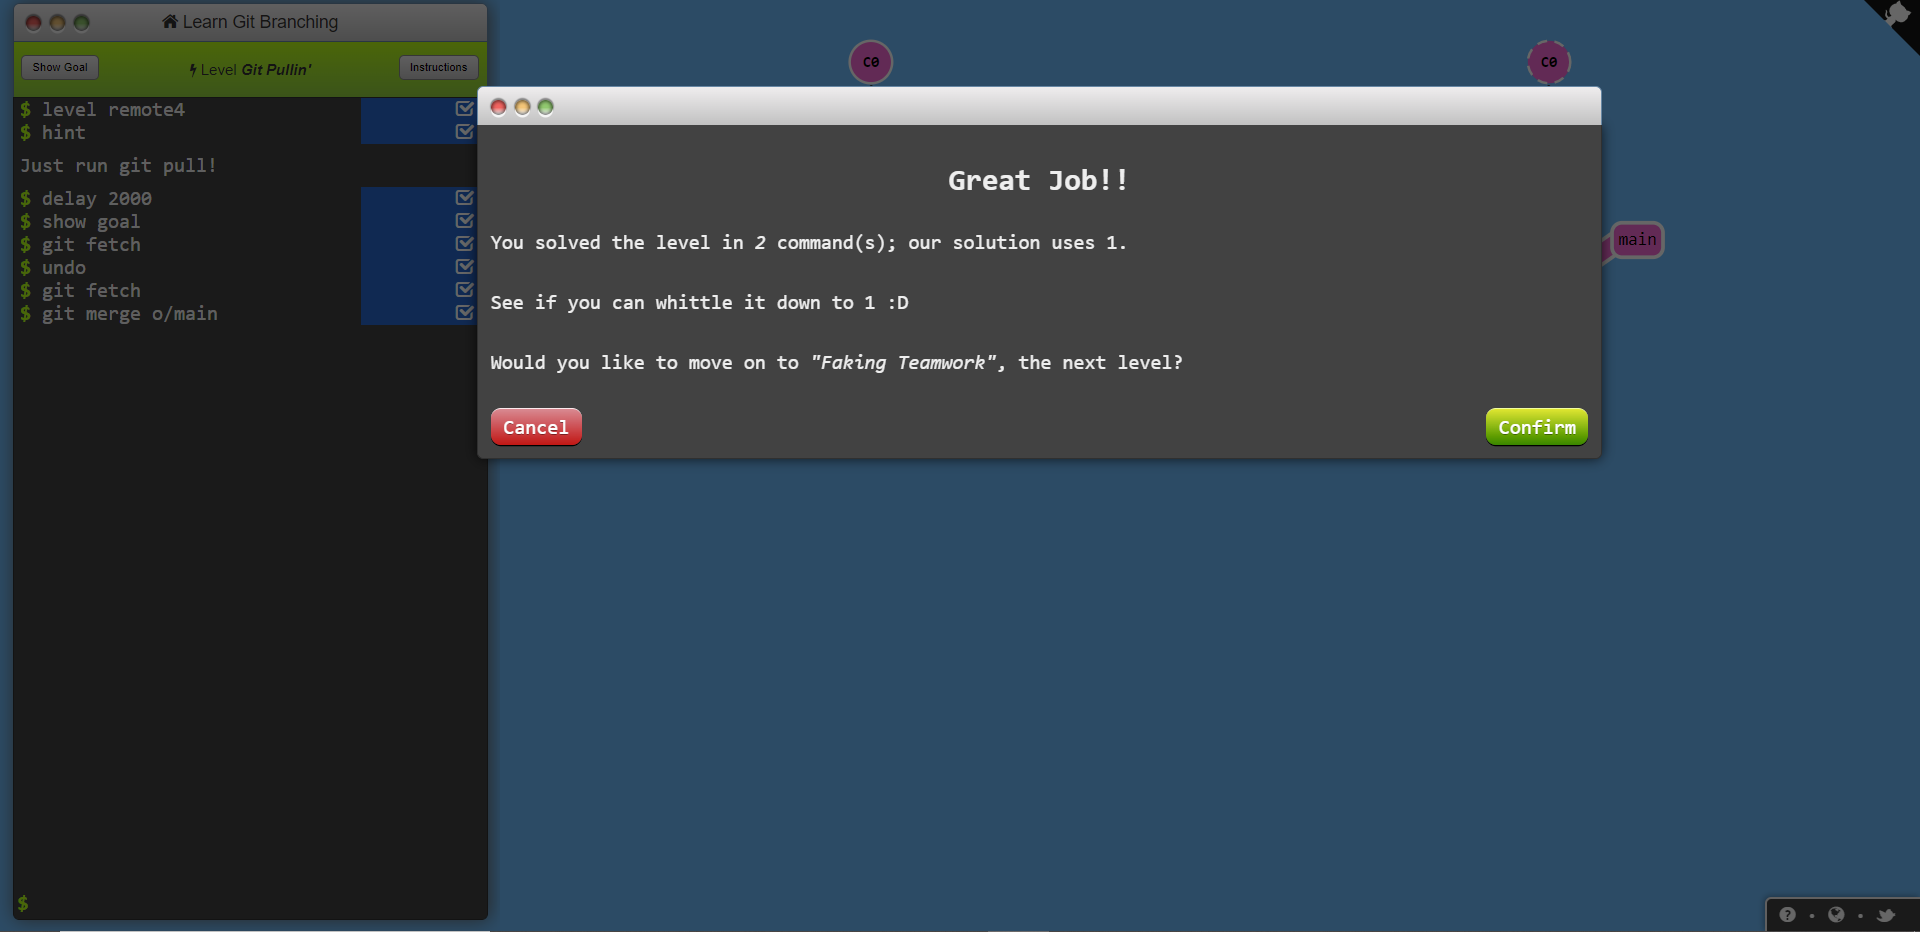 Learn Git Branching
Show Goal
Level Git Pullin'
Instructions
$ level remote4
$ hint
Just run git pull!
$ delay 2000
$ show goal
$ git fetch
$ undo
$ git fetch
$ git merge o/main
$
C0
C0
main
Great Job!!
You solved the level in 2 command(s); our solution uses 1.
See if you can whittle it down to 1 :D
Would you like to move on to "Faking Teamwork", the next level?
Cancel
Confirm